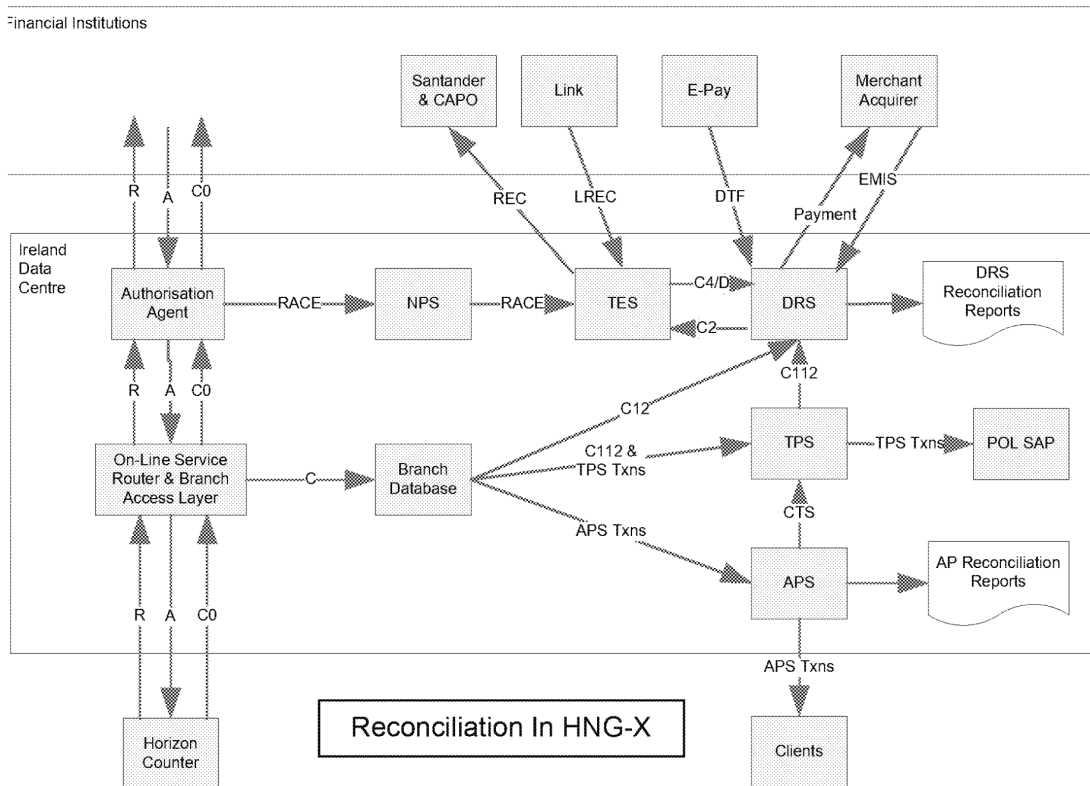 Financial Institutions
Santander
& CAPO
Link
E-Pay
Merchant
Acquirer
R
A
C0
REC
LREC
DTF
Payment
EMIS
Ireland
Data
Centre
Authorisation
Agent
RACE
NPS
RACE
TES
C4/D
C2
DRS
DRS
Reconciliation
Reports
R
A
C0
C12
C112
On-Line Service
Router & Branch
Access Layer
C
Branch
Database
C112 &
TPS Txns
TPS
TPS Txns
POL SAP
APS Txns
CTS
APS
AP Reconciliation
Reports
R
A
C0
APS Txns
Horizon
Counter
Reconciliation In HNG-X
Clients